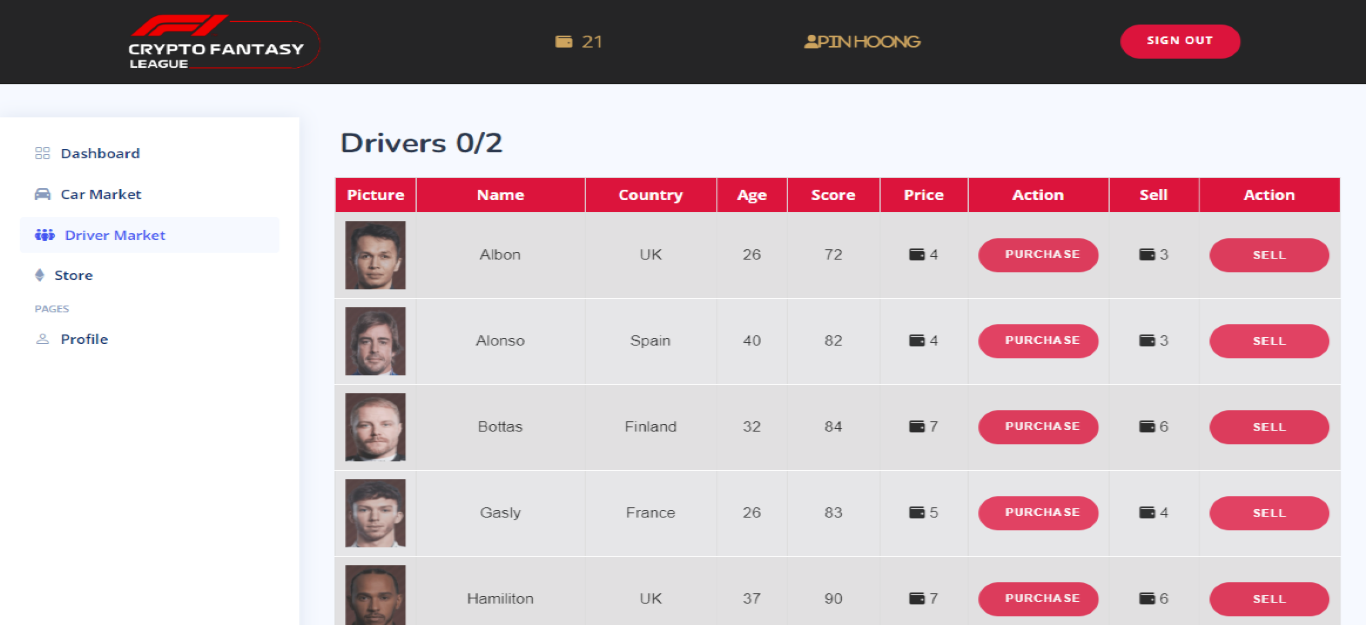 CRYPTO FANTASY
LEAGUE
21
PIN HOONG
SIGN OUT
Dashboard
Car Market
Driver Market
Store
PAGES
Profile
Drivers 0/2
Picture Name Country Age Score Price Action Sell Action
Albon UK 26 72 4 PURCHASE 3 SELL
Alonso Spain 40 82 4 PURCHASE 3 SELL
Bottas Finland 32 84 7 PURCHASE 6 SELL
Gasly France 26 83 5 PURCHASE 4 SELL
Hamiliton UK 37 90 7 PURCHASE 6 SELL